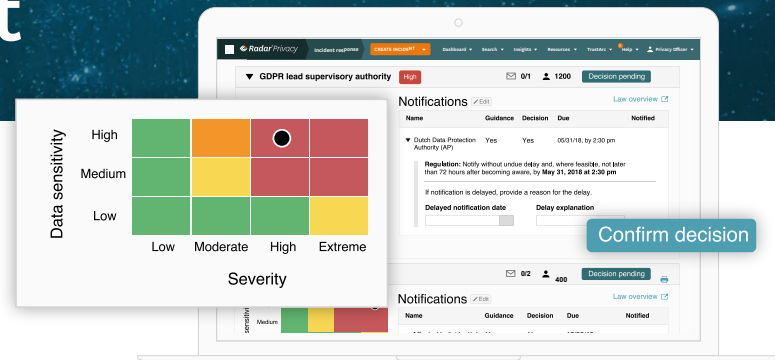 t
Radar Privacy
Incident response
CREATE INCIDENT
Dashboard
Search
Insights
Resources
TrustArc
Help
Privacy Officer
GDPR lead supervisory authority
High
0/1
1200
Decision pending
Notifications
Edit
Law overview
Name Guidance Decision Due Notified
Dutch Data Protection Yes Yes 05/31/18, by 2:30 pm
Authority (AP)
Regulation: Notify without undue delay and, where feasible, not later
than 72 hours after becoming aware, by May 31, 2018 at 2:30 pm
If notification is delayed, provide a reason for the delay.
Delayed notification date Delay explanation
Confirm decision
Data sensitivity
High
Medium
Low
Low Moderate High Extreme
Severity
0/2
400
Decision pending
Notifications
Edit
Law overview
Name Guidance Decision Due Notified
Medium